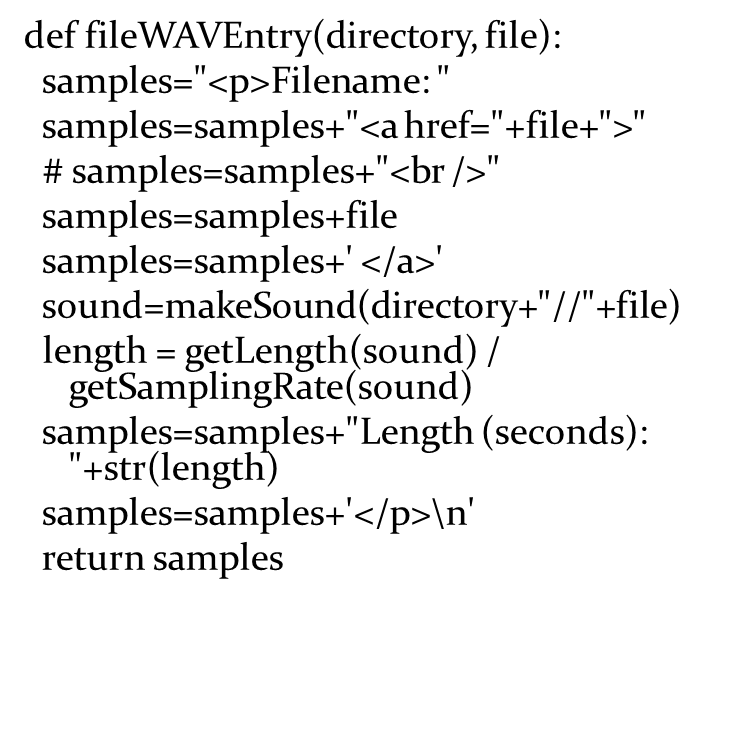 def fileWAVEntry(directory, file):
samples="<p>Filename: "
samples=samples+"<a href="+file+">"
# samples=samples+"<br />"
samples=samples+file
samples=samples+' </a>'
sound=makeSound(directory+"//"+file)
length = getLength(sound) /
getSamplingRate(sound)
samples=samples+"Length (seconds):
"+str(length)
samples=samples+'</p>\n'
return samples